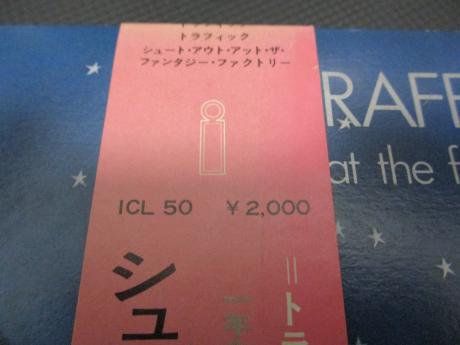 トラフィック
シュート・アウト・アット・ザ・
ファンタジー・ファクトリー
RAFF
at the f
ICL 50 ¥2,000
シュ
=トラ